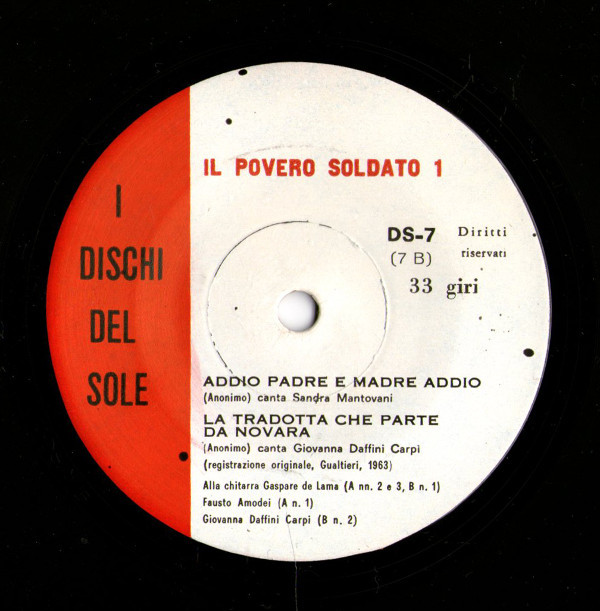 I
DISCHI
DEL
SOLE
IL POVERO SOLDATO 1
DS-7 Diritti
(7 B) riservati
33 giri
ADDIO PADRE E MADRE ADDIO
(Anonimo) canta Sandra Mantovani
LA TRADOTTA CHE PARTE
DA NOVARA
(Anonimo) canta Giovanna Daffini Carpi
(registrazione originale, Gualtieri, 1963)
Alla chitarra Gaspare de Lama (A nn. 2 e 3, B n. 1)
Fausto Amodei (A n. 1)
Giovanna Daffini Carpi (B n. 2)